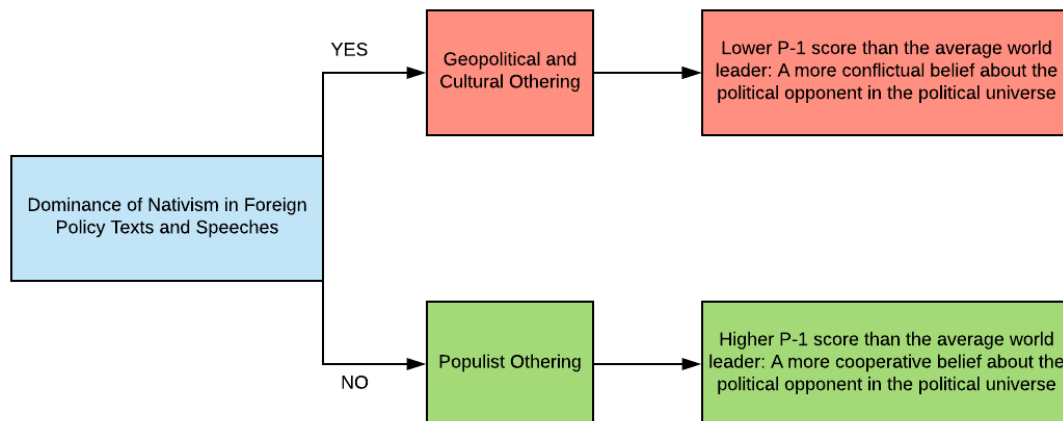 YES
Geopolitical and
Cultural Othering
Lower P-1 score than the average world
leader: A more conflictual belief about the
political opponent in the political universe
Dominance of Nativism in Foreign
Policy Texts and Speeches
NO
Populist Othering
Higher P-1 score than the average world
leader: A more cooperative belief about the
political opponent in the political universe